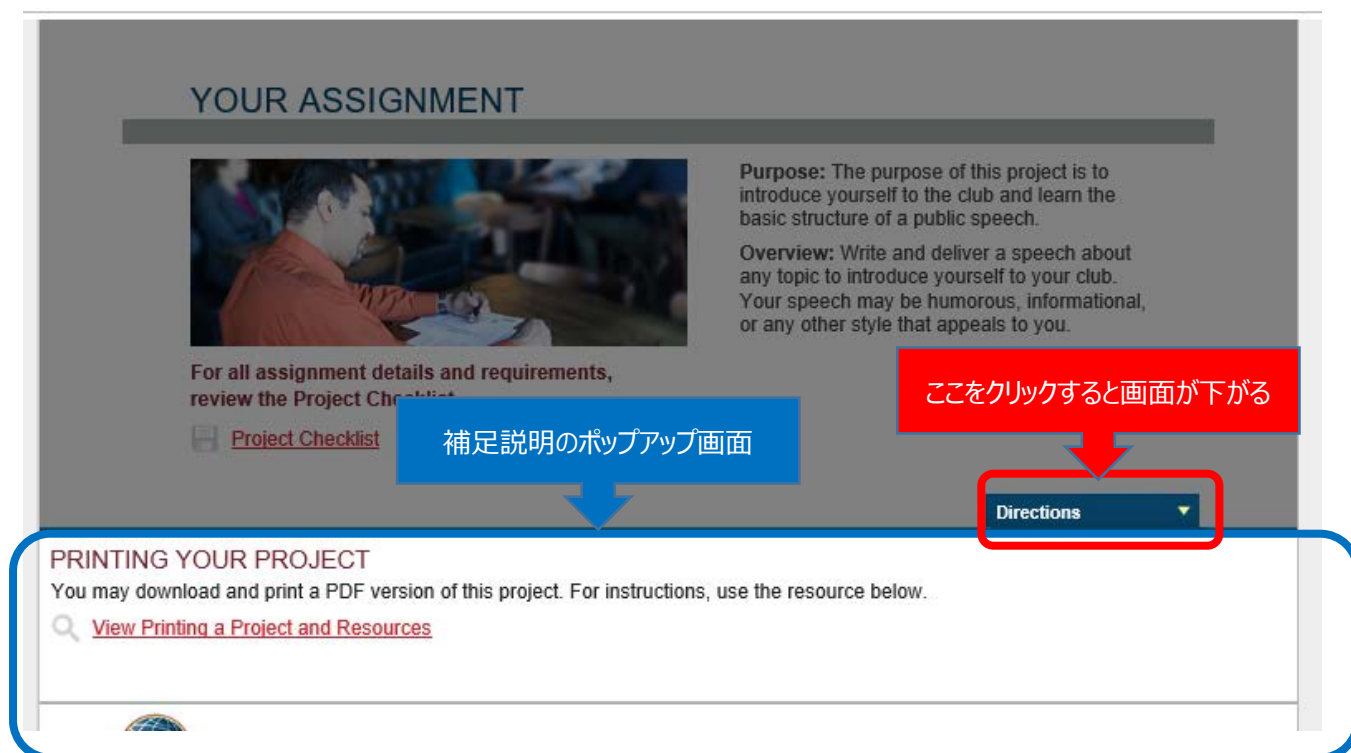 YOUR ASSIGNMENT
Purpose: The purpose of this project is to
introduce yourself to the club and learn the
basic structure of a public speech.
Overview: Write and deliver a speech about
any topic to introduce yourself to your club.
Your speech may be humorous, informational,
or any other style that appeals to you.
For all assignment details and requirements,
review the Project Checklist
Project Checklist
補足説明のポップアップ画面
ここをクリックすると画面が下がる
Directions
PRINTING YOUR PROJECT
You may download and print a PDF version of this project. For instructions, use the resource below.
View Printing a Project and Resources